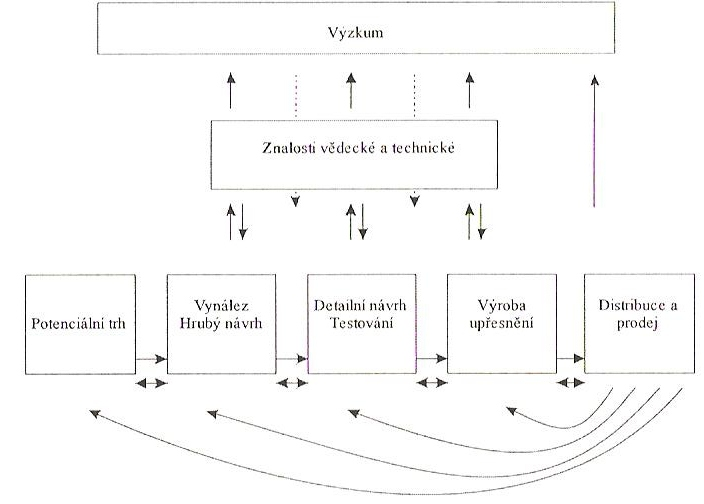 Výzkum
Znalosti vědecké a technické
Potenciální trh
Vynález
Hrubý návrh
Detailní návrh
Testování
Výroba
upřesnění
Distribuce a
prodej